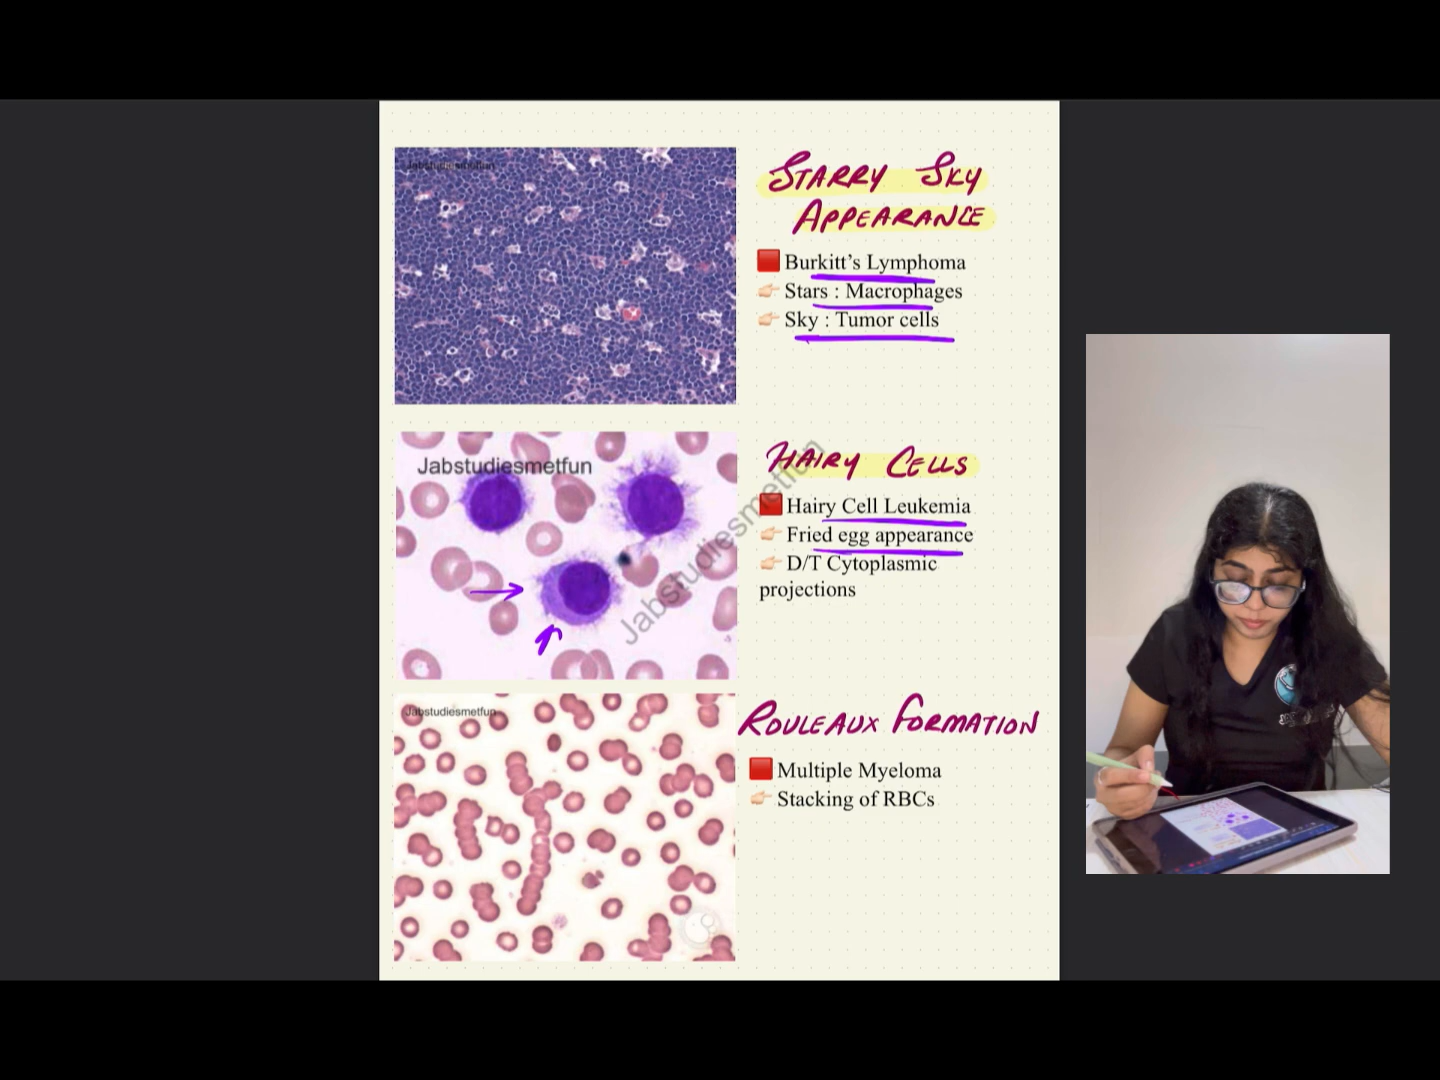 Jabstudiesmetfun
STARRY SKY
APPEARANCE
🟥 Burkitt’s Lymphoma
👉🏻 Stars : Macrophages
👉🏻 Sky : Tumor cells
Jabstudiesmetfun
HAIRY CELLS
🟥 Hairy Cell Leukemia
👉🏻 Fried egg appearance
👉🏻 D/T Cytoplasmic
projections
Jabstudiesmetfun
Jabstudiesmetfun
ROULEAUX FORMATION
🟥 Multiple Myeloma
👉🏻 Stacking of RBCs